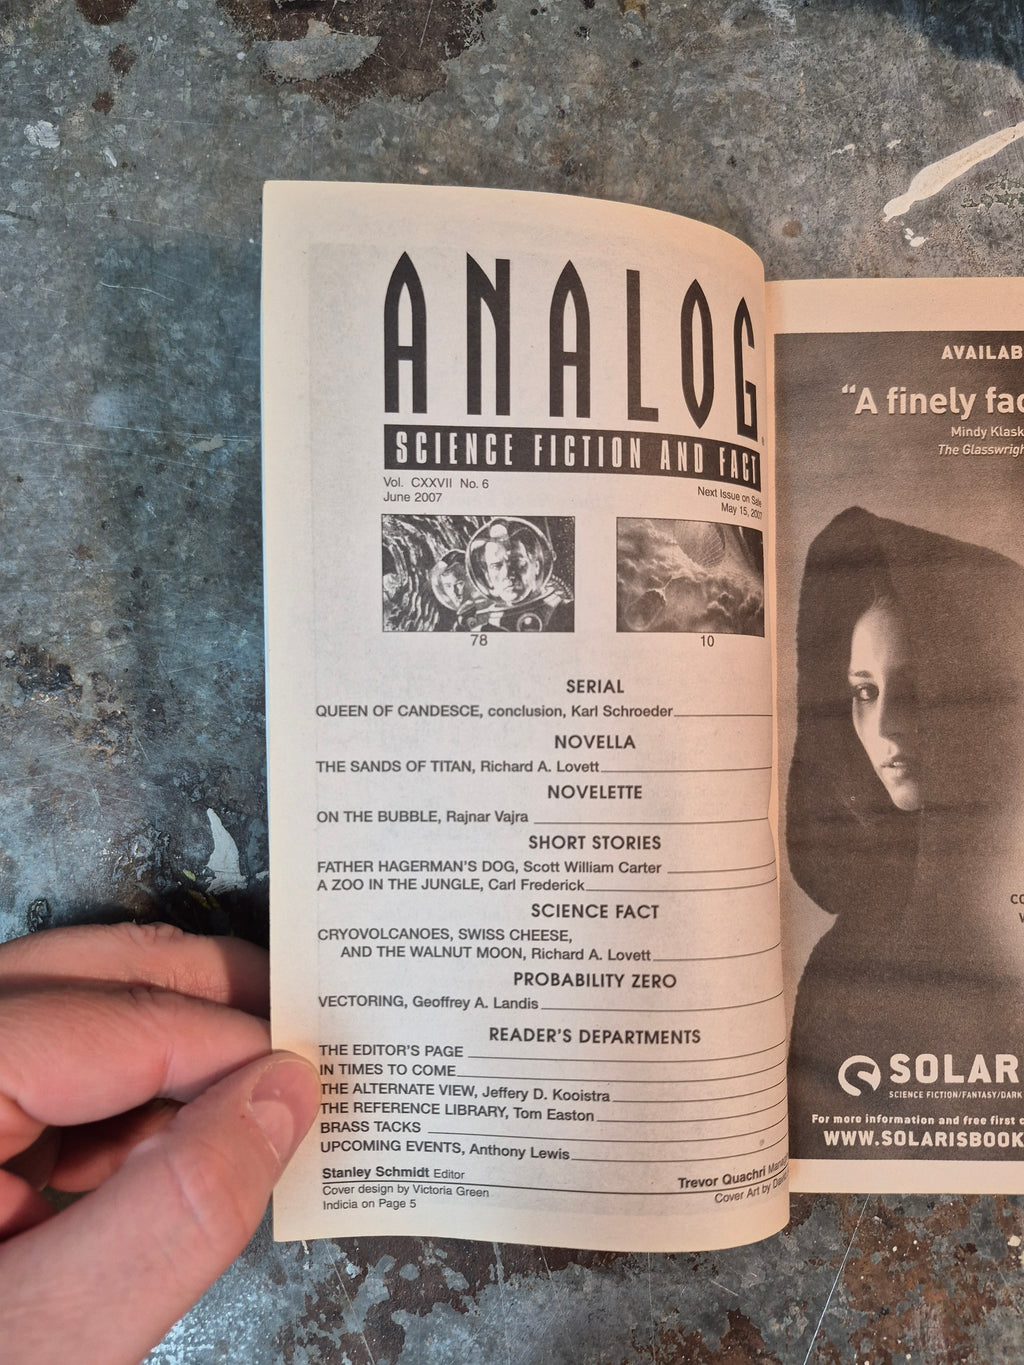 ANALOG
SCIENCE FICTION AND FACT
Vol. CXXVII No. 6
June 2007
Next Issue on Sale
May 15, 2007
78
10
SERIAL
QUEEN OF CANDESCE, conclusion, Karl Schroeder
NOVELLA
THE SANDS OF TITAN, Richard A. Lovett
NOVELETTE
ON THE BUBBLE, Rajnar Vajra
SHORT STORIES
FATHER HAGERMAN'S DOG, Scott William Carter
A ZOO IN THE JUNGLE, Carl Frederick
SCIENCE FACT
CRYOVOLCANOES, SWISS CHEESE,
AND THE WALNUT MOON, Richard A. Lovett
PROBABILITY ZERO
VECTORING, Geoffrey A. Landis
READER'S DEPARTMENTS
THE EDITOR'S PAGE
IN TIMES TO COME
THE ALTERNATE VIEW, Jeffery D. Kooistra
THE REFERENCE LIBRARY, Tom Easton
BRASS TACKS
UPCOMING EVENTS, Anthony Lewis
Stanley Schmidt Editor
Cover design by Victoria Green
Indicia on Page 5
Trevor Quachri
Cover Art by
AVAILAB
“A finely fac
Mindy Klask
The Glasswrigh
CO
SOLAR
SCIENCE FICTION/FANTASY/DARK
For more information and free first c
WWW.SOLARISBOOK